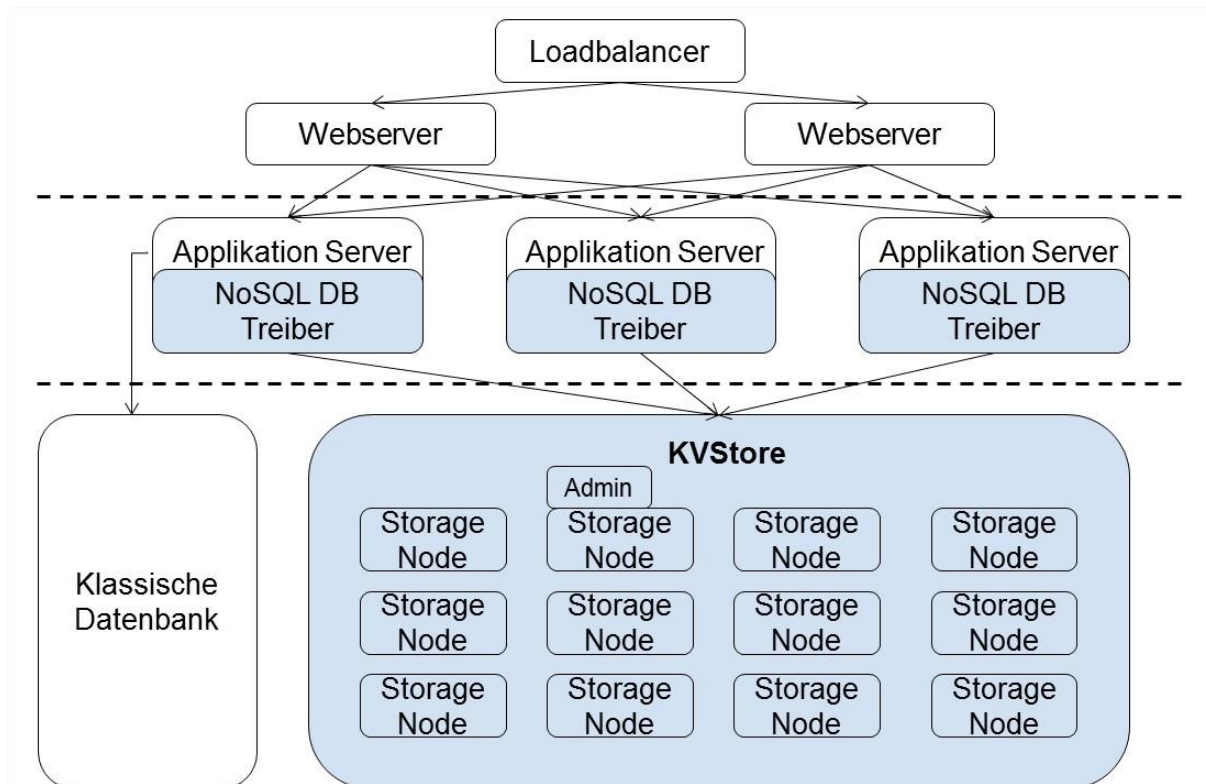 Loadbalancer
Webserver
Webserver
Applikation Server
NoSQL DB
Treiber
Applikation Server
NoSQL DB
Treiber
Applikation Server
NoSQL DB
Treiber
Klassische
Datenbank
KVStore
Admin
Storage
Node
Storage
Node
Storage
Node
Storage
Node
Storage
Node
Storage
Node
Storage
Node
Storage
Node
Storage
Node
Storage
Node
Storage
Node
Storage
Node